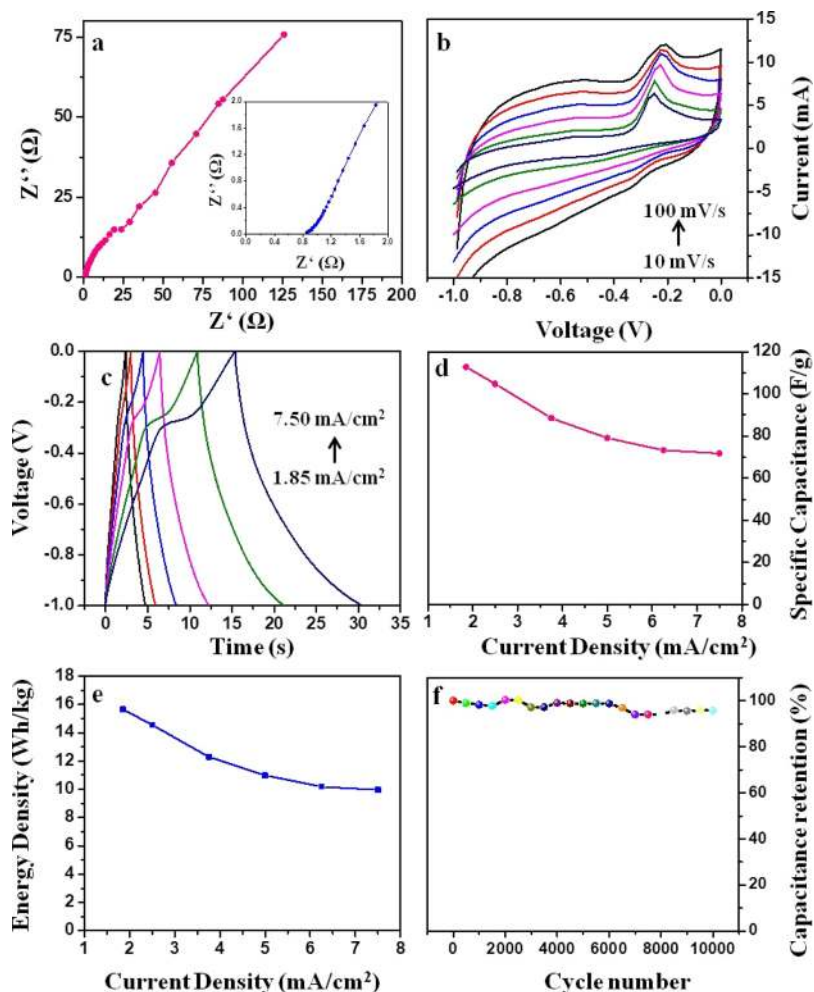 a
Z‘’ (Ω)
75
50
25
0
0 25 50 75 100 125 150 175 200
Z‘ (Ω)
Z‘’ (Ω)
2.0
1.6
1.2
0.8
0.4
0.0
0.0 0.4 0.8 1.2 1.6 2.0
Z‘ (Ω)
b
15
10
5
0
-5
-10
-15
Current (mA)
100 mV/s
10 mV/s
-1.0 -0.8 -0.6 -0.4 -0.2 0.0
Voltage (V)
c
Voltage (V)
0.0
-0.2
-0.4
-0.6
-0.8
-1.0
7.50 mA/cm²
1.85 mA/cm²
0 5 10 15 20 25 30 35
Time (s)
d
120
100
80
60
40
20
0
Specific Capacitance (F/g)
1 2 3 4 5 6 7 8
Current Density (mA/cm²)
e
Energy Density (Wh/kg)
18
16
14
12
10
8
6
4
2
0
1 2 3 4 5 6 7 8
Current Density (mA/cm²)
f
100
80
60
40
20
0
Capacitance retention (%)
0 2000 4000 6000 8000 10000
Cycle number